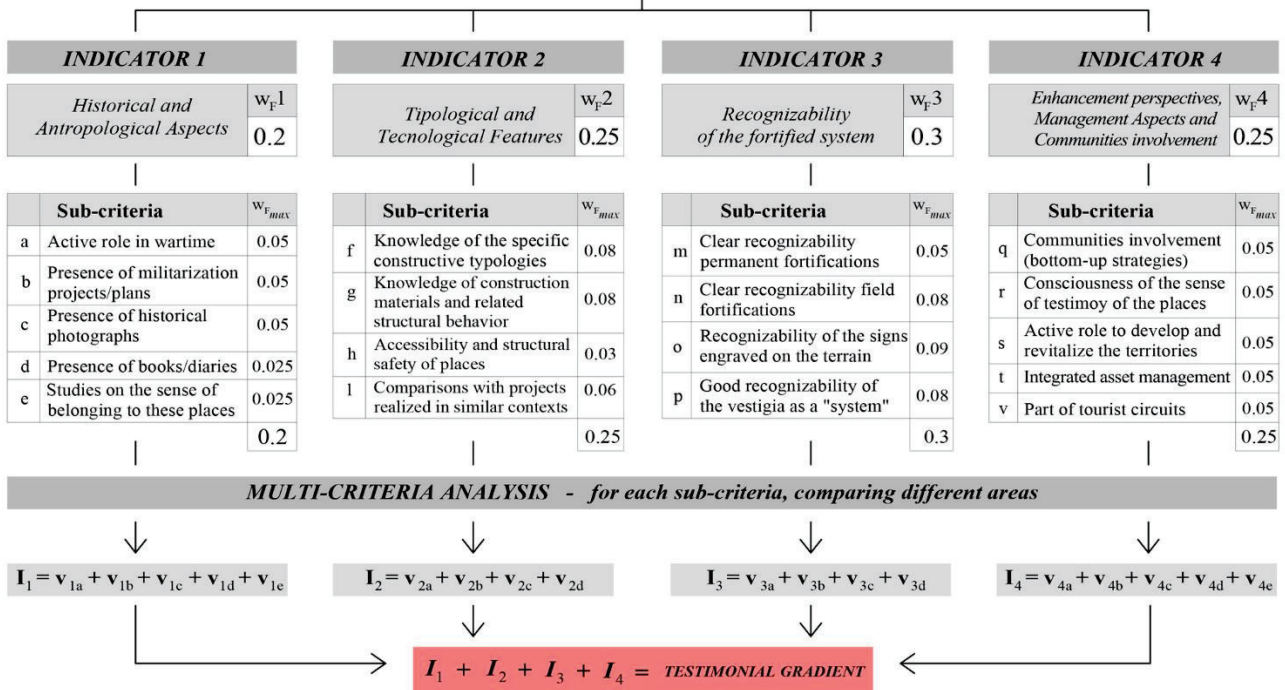 INDICATOR 1
Historical and
Antropological Aspects
wF1
0.2
Sub-criteria
wFmax
a Active role in wartime 0.05
b Presence of militarization
projects/plans 0.05
c Presence of historical
photographs 0.05
d Presence of books/diaries 0.025
e Studies on the sense of
belonging to these places 0.025
0.2
INDICATOR 2
Tipological and
Tecnological Features
wF2
0.25
Sub-criteria
wFmax
f Knowledge of the specific
constructive typologies 0.08
g Knowledge of construction
materials and related
structural behavior 0.08
h Accessibility and structural
safety of places 0.03
l Comparisons with projects
realized in similar contexts 0.06
0.25
INDICATOR 3
Recognizability
of the fortified system
wF3
0.3
Sub-criteria
wFmax
m Clear recognizability
permanent fortifications 0.05
n Clear recognizability field
fortifications 0.08
o Recognizability of the signs
engraved on the terrain 0.09
p Good recognizability of
the vestigia as a "system" 0.08
0.3
INDICATOR 4
Enhancement perspectives,
Management Aspects and
Communities involvement
wF4
0.25
Sub-criteria
wFmax
q Communities involvement
(bottom-up strategies) 0.05
r Consciousness of the sense
of testimoy of the places 0.05
s Active role to develop and
revitalize the territories 0.05
t Integrated asset management 0.05
v Part of tourist circuits 0.05
0.25
MULTI-CRITERIA ANALYSIS - for each sub-criteria, comparing different areas
I1 = v1a + v1b + v1c + v1d + v1e
I2 = v2a + v2b + v2c + v2d
I3 = v3a + v3b + v3c + v3d
I4 = v4a + v4b + v4c + v4d + v4e
I1 + I2 + I3 + I4 = TESTIMONIAL GRADIENT